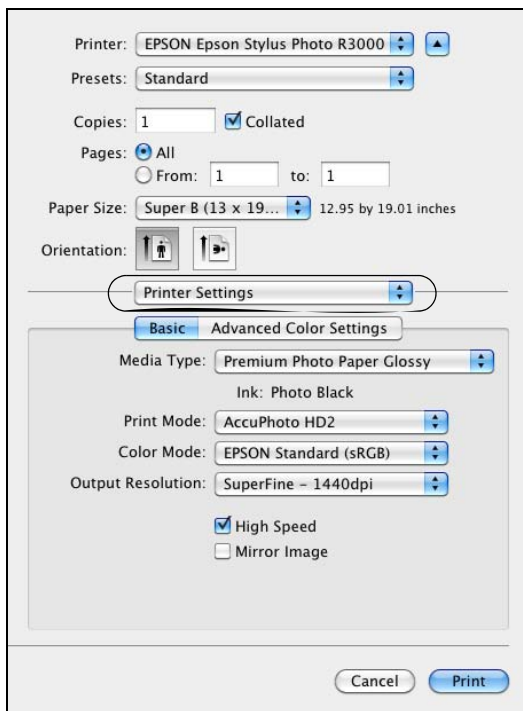 Printer: EPSON Epson Stylus Photo R3000
Presets: Standard
Copies: 1 Collated
Pages: All
From: 1 to: 1
Paper Size: Super B (13 x 19... 12.95 by 19.01 inches
Orientation:
Printer Settings
Basic Advanced Color Settings
Media Type: Premium Photo Paper Glossy
Ink: Photo Black
Print Mode: AccuPhoto HD2
Color Mode: EPSON Standard (sRGB)
Output Resolution: SuperFine - 1440dpi
High Speed
Mirror Image
Cancel Print